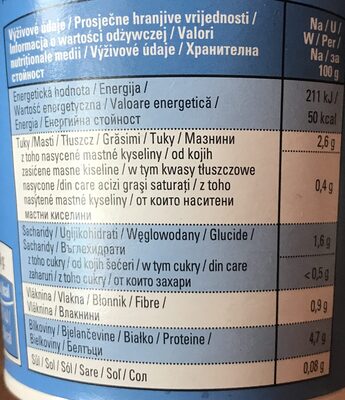 Výživové údaje / Prosječne hranjive vrijednosti /
Informacja o wartości odżywczej / Valori
nutriționale medii / Výživové údaje / Хранителна
стойност
Na / U /
W / Per /
Na / за
100 g
Energetická hodnota / Energija /
Wartość energetyczna / Valoare energetică /
Energia / Енергийна стойност
211 kJ /
50 kcal
Tuky / Masti / Tłuszcz / Grăsimi / Tuky / Мазнини
2,6 g
z toho nasycené mastné kyseliny / od kojih
zasićene masne kiseline / w tym kwasy tłuszczowe
nasycone / din care acizi grași saturați / z toho
nasýtené mastné kyseliny / от които наситени
мастни киселини
0,4 g
Sacharidy / Ugljikohidrati / Węglowodany / Glucide /
Sacharidy / Въглехидрати
1,6 g
z toho cukry / od kojih šećeri / w tym cukry / din care
zaharuri / z toho cukry / от които захари
<0,5 g
Vláknina / Vlakna / Błonnik / Fibre /
Vláknina / Влакнини
0,9 g
Bílkoviny / Bjelančevine / Białko / Proteine /
Bielkoviny / Белтъци
4,7 g
Sůl / Sol / Sól / Sare / Soľ / Сол
0,08 g